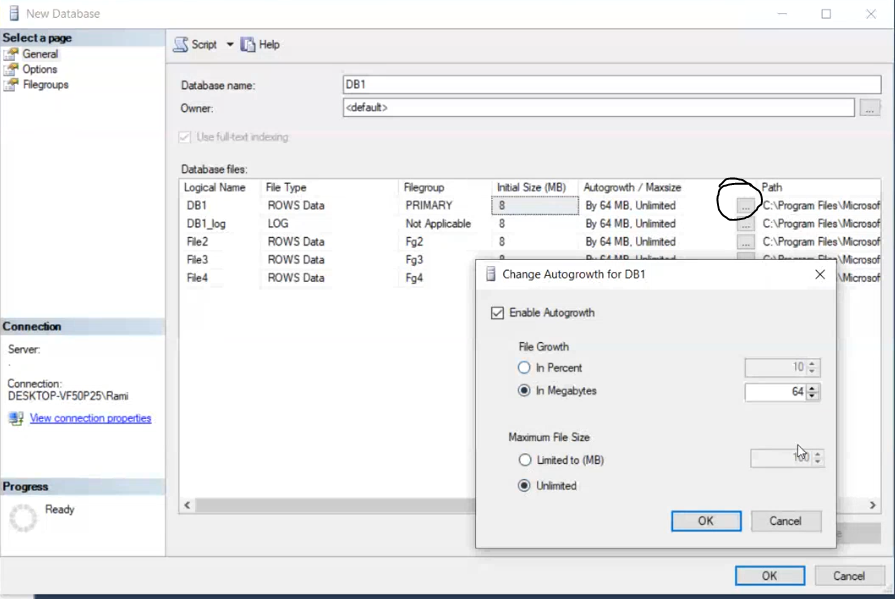 New Database
Select a page
General
Options
Filegroups
Script
Help
Database name:
DB1
Owner:
<default>
...
Use full-text indexing
Database files:
Logical Name File Type Filegroup Initial Size (MB) Autogrowth / Maxsize Path
DB1 ROWS Data PRIMARY 8 By 64 MB, Unlimited ... C:\Program Files\Microsof
DB1_log LOG Not Applicable 8 By 64 MB, Unlimited ... C:\Program Files\Microsof
File2 ROWS Data Fg2 8 By 64 MB, Unlimited ... C:\Program Files\Microsof
File3 ROWS Data Fg3 8 By 64 MB, Unlimited C:\Program Files\Microsof
File4 ROWS Data Fg4 Microsof
Change Autogrowth for DB1
Enable Autogrowth
File Growth
In Percent
10
In Megabytes
64
Maximum File Size
Limited to (MB)
Unlimited
OK
Cancel
Connection
Server:
.
Connection:
DESKTOP-VF50P25\Rami
View connection properties
Progress
Ready
OK
Cancel